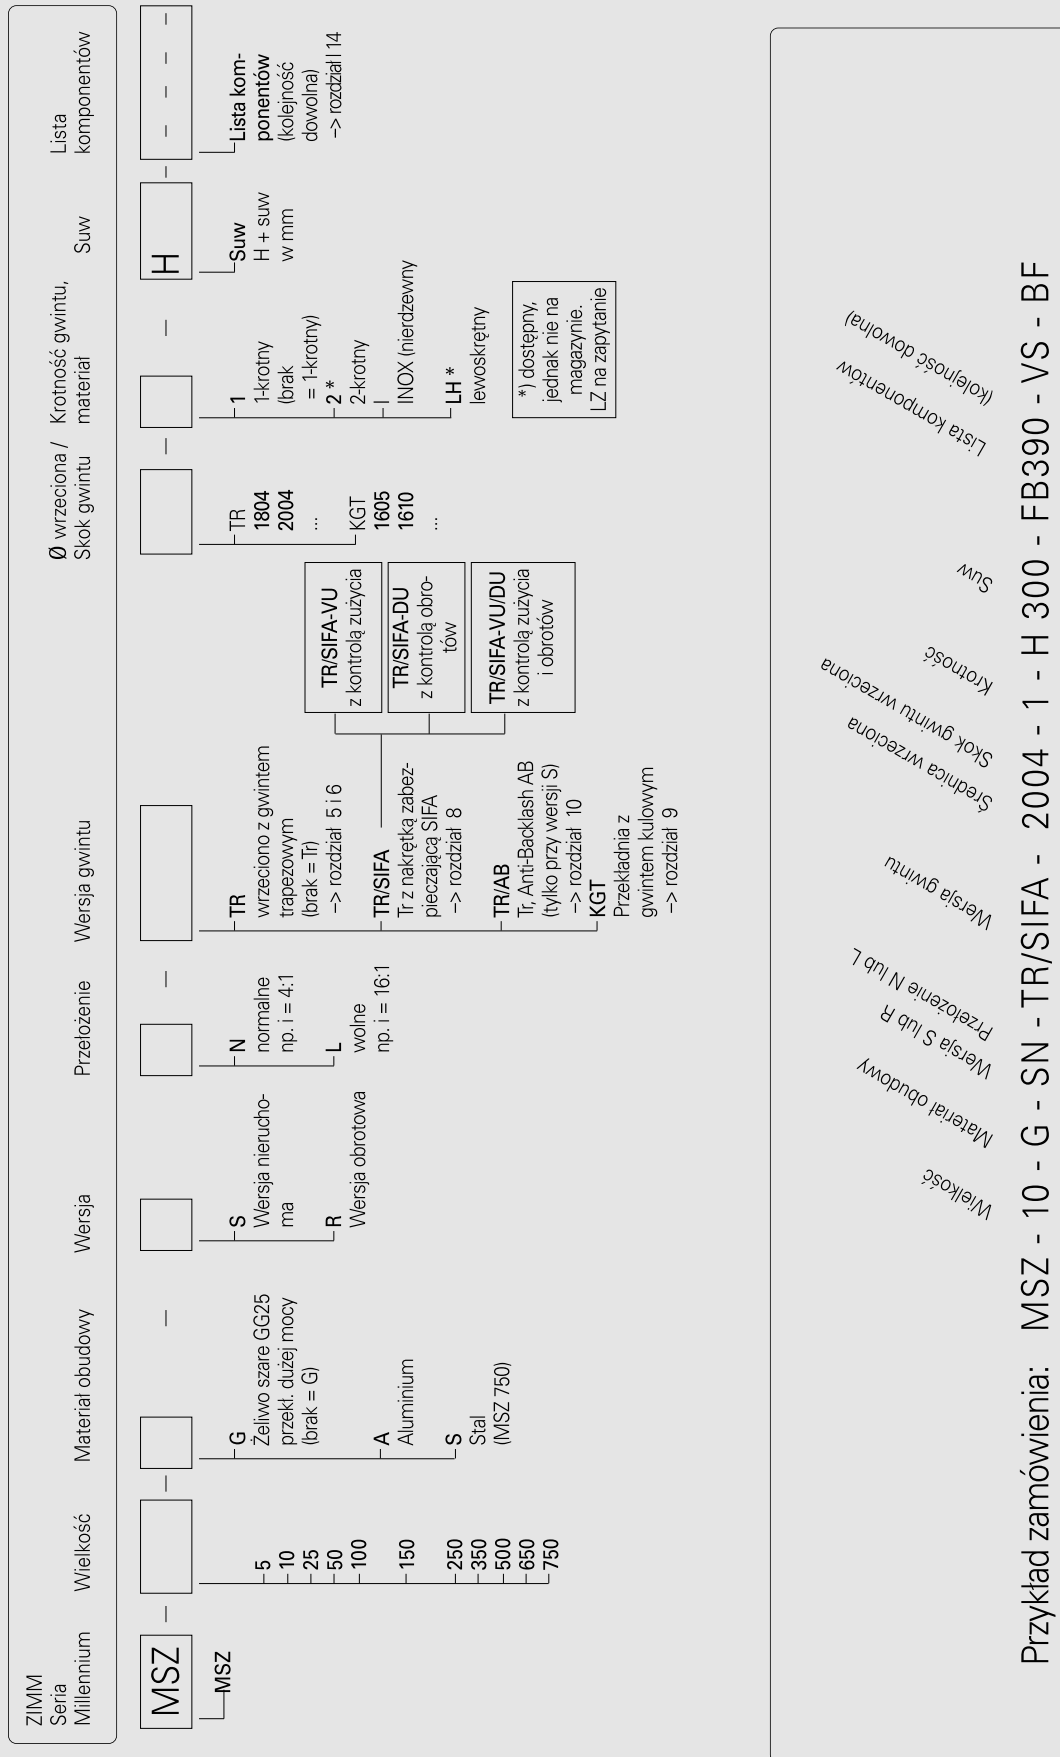 ZIMM
Seria
Millennium
Wielkość
Materiał obudowy
Wersja
Przełożenie
Wersja gwintu
Ø wrzeciona /
Skok gwintu
Krotność gwintu,
materiał
Suw
Lista
komponentów
MSZ – – – – – – H – – – – –
MSZ
5
10
25
50
100
150
250
350
500
650
750
G
Żeliwo szare GG25
przekł. dużej mocy
(brak = G)
A
Aluminium
S
Stal
(MSZ 750)
S
Wersja nierucho-
ma
R
Wersja obrotowa
N
normalne
np. i = 4:1
L
wolne
np. i = 16:1
TR
wrzeciono z gwintem
trapezowym
(brak = Tr)
–> rozdział 5 i 6
TR/SIFA
Tr z nakrętką zabez-
pieczającą SIFA
–> rozdział 8
TR/AB
Tr, Anti-Backlash AB
(tylko przy wersji S)
–> rozdział 10
KGT
Przekładnia z
gwintem kulowym
–> rozdział 9
TR/SIFA-VU
z kontrolą zużycia
TR/SIFA-DU
z kontrolą obro-
tów
TR/SIFA-VU/DU
z kontrolą zużycia
i obrotów
TR
1804
2004
...
KGT
1605
1610
...
1
1-krotny
(brak
= 1-krotny)
2 *
2-krotny
I
INOX (nierdzewny
LH *
lewoskrętny
*) dostępny,
jednak nie na
magazynie.
LZ na zapytanie
Suw
H + suw
w mm
Lista kom-
ponentów
(kolejność
dowolna)
–> rozdział l 14
Wielkość
Materiał obudowy
Wersja S lub R
Przełożenie N lub L
Wersja gwintu
Średnica wrzeciona
Skok gwintu wrzeciona
Krotność
Suw
Lista komponentów
(kolejność dowolna)
Przykład zamówienia: MSZ - 10 - G - SN - TR/SIFA - 2004 - 1 - H 300 - FB390 - VS - BF